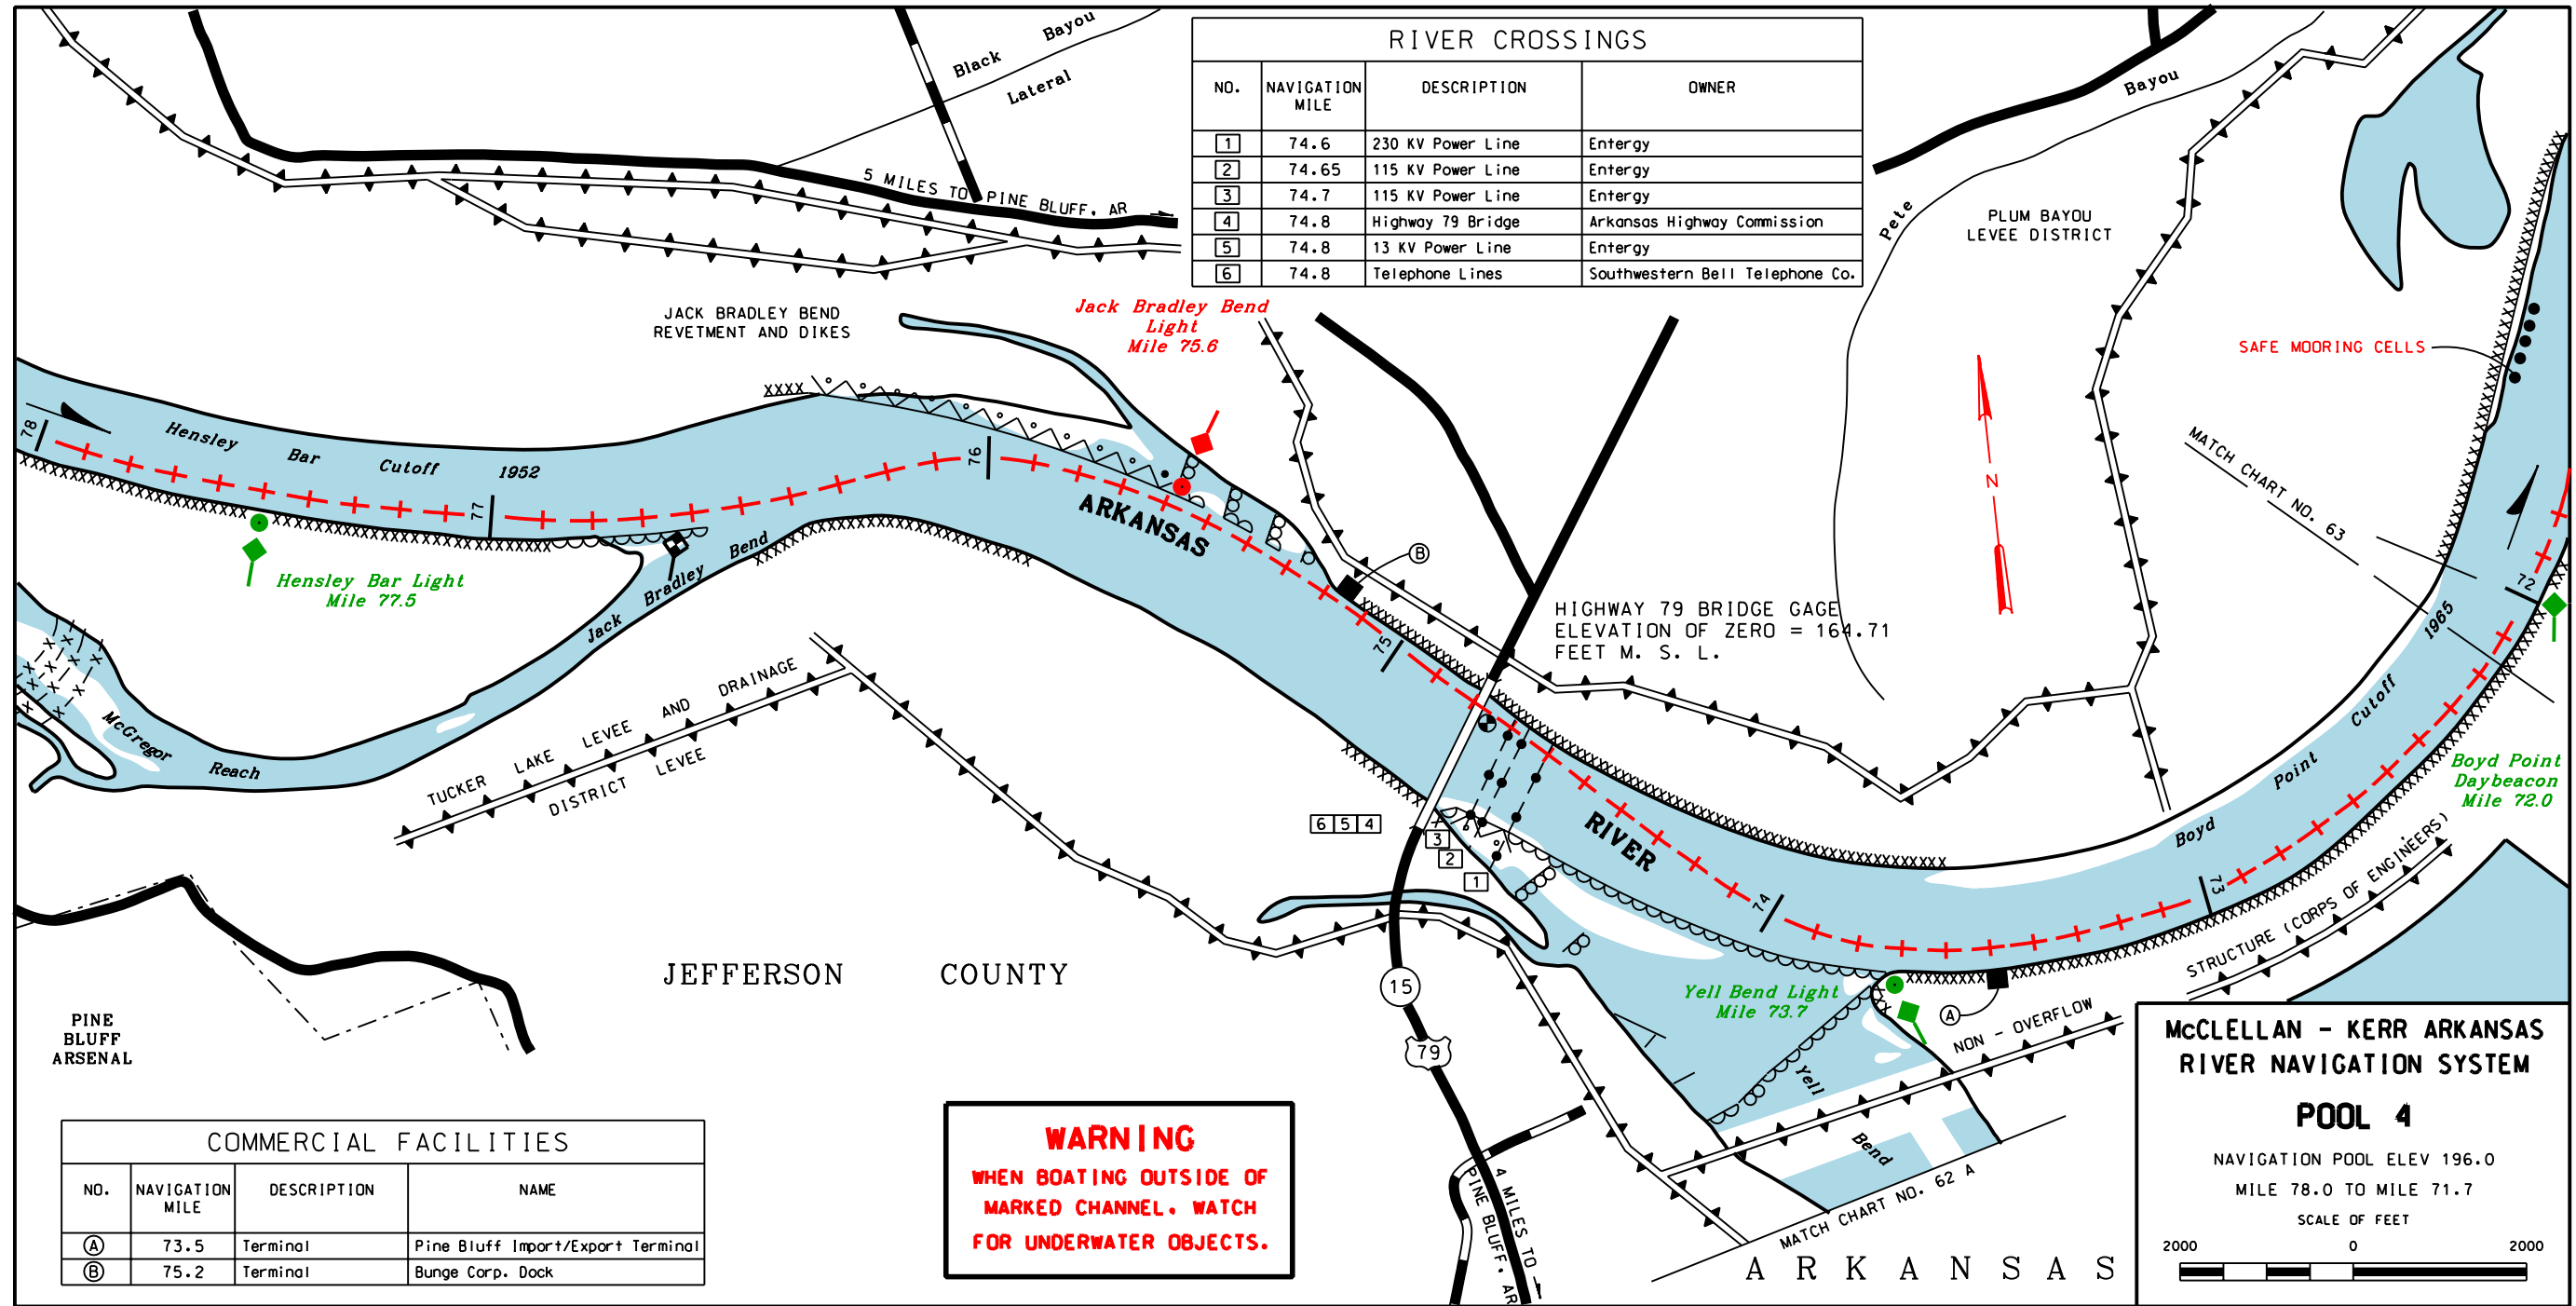 Black Bayou
Lateral
5 MILES TO PINE BLUFF, AR
RIVER CROSSINGS
NO. NAVIGATION MILE DESCRIPTION OWNER
1 74.6 230 KV Power Line Entergy
2 74.65 115 KV Power Line Entergy
3 74.7 115 KV Power Line Entergy
4 74.8 Highway 79 Bridge Arkansas Highway Commission
5 74.8 13 KV Power Line Entergy
6 74.8 Telephone Lines Southwestern Bell Telephone Co.
Pete Bayou
PLUM BAYOU
LEVEE DISTRICT
SAFE MOORING CELLS
JACK BRADLEY BEND
REVETMENT AND DIKES
Jack Bradley Bend
Light
Mile 75.6
N
MATCH CHART NO. 63
78
Hensley Bar Cutoff 1952
77
76
75
74
73
72
Hensley Bar Light
Mile 77.5
Jack Bradley Bend
ARKANSAS
RIVER
B
HIGHWAY 79 BRIDGE GAGE
ELEVATION OF ZERO = 164.71
FEET M. S. L.
McGregor Reach
TUCKER LAKE LEVEE AND DRAINAGE
DISTRICT LEVEE
6 5 4
3
2
1
Boyd Point Cutoff 1965
Boyd Point
Daybeacon
Mile 72.0
STRUCTURE (CORPS OF ENGINEERS)
NON - OVERFLOW
Yell Bend Light
Mile 73.7
A
Yell Bend
MATCH CHART NO. 62 A
JEFFERSON COUNTY
15
79
4 MILES TO
PINE BLUFF, AR
PINE
BLUFF
ARSENAL
ARKANSAS
COMMERCIAL FACILITIES
NO. NAVIGATION MILE DESCRIPTION NAME
A 73.5 Terminal Pine Bluff Import/Export Terminal
B 75.2 Terminal Bunge Corp. Dock
WARNING
WHEN BOATING OUTSIDE OF
MARKED CHANNEL, WATCH
FOR UNDERWATER OBJECTS.
McCLELLAN - KERR ARKANSAS
RIVER NAVIGATION SYSTEM
POOL 4
NAVIGATION POOL ELEV 196.0
MILE 78.0 TO MILE 71.7
SCALE OF FEET
2000 0 2000